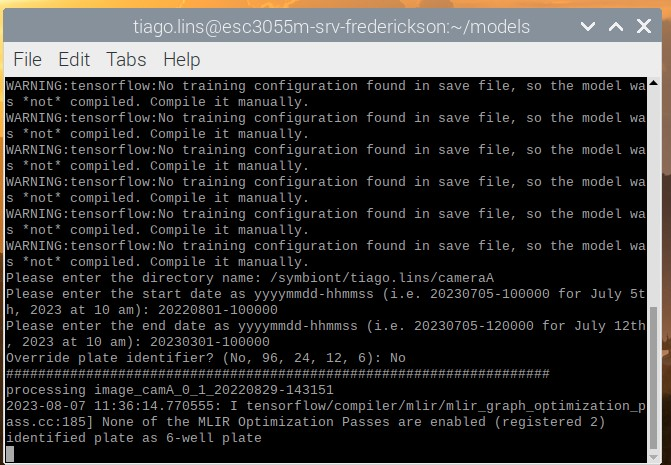 tiago.lins@esc3055m-srv-frederickson:~/models
File Edit Tabs Help
WARNING:tensorflow:No training configuration found in save file, so the model wa
s *not* compiled. Compile it manually.
WARNING:tensorflow:No training configuration found in save file, so the model wa
s *not* compiled. Compile it manually.
WARNING:tensorflow:No training configuration found in save file, so the model wa
s *not* compiled. Compile it manually.
WARNING:tensorflow:No training configuration found in save file, so the model wa
s *not* compiled. Compile it manually.
WARNING:tensorflow:No training configuration found in save file, so the model wa
s *not* compiled. Compile it manually.
WARNING:tensorflow:No training configuration found in save file, so the model wa
s *not* compiled. Compile it manually.
Please enter the directory name: /symbiont/tiago.lins/cameraA
Please enter the start date as yyyymmdd-hhmmss (i.e. 20230705-100000 for July 5t
h, 2023 at 10 am): 20220801-100000
Please enter the end date as yyyymmdd-hhmmss (i.e. 20230705-120000 for July 12th
, 2023 at 10 am): 20230301-100000
Override plate identifier? (No, 96, 24, 12, 6): No
####################################################################
processing image_camA_0_1_20220829-143151
2023-08-07 11:36:14.770555: I tensorflow/compiler/mlir/mlir_graph_optimization_p
ass.cc:185] None of the MLIR Optimization Passes are enabled (registered 2)
identified plate as 6-well plate